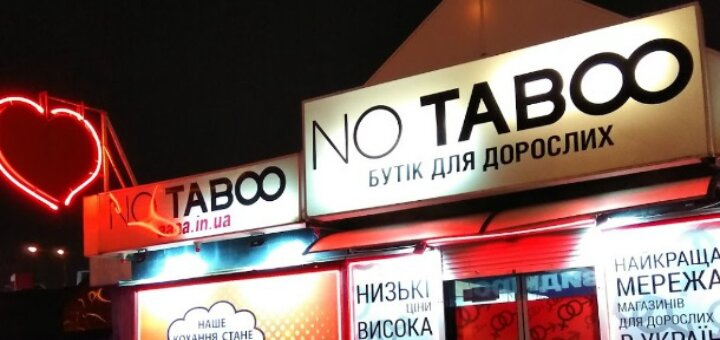 NO TABOO
БУТІК ДЛЯ ДОРОСЛИХ
NO TABOO
.in.ua
НИЗЬКІ
ЦІНИ
ВИСОКА
НАЙКРАЩА
МЕРЕЖА
МАГАЗИНІВ
ДЛЯ ДОРОСЛИХ
В УКРАЇН
НАШЕ
КОХАННЯ СТАНЕ